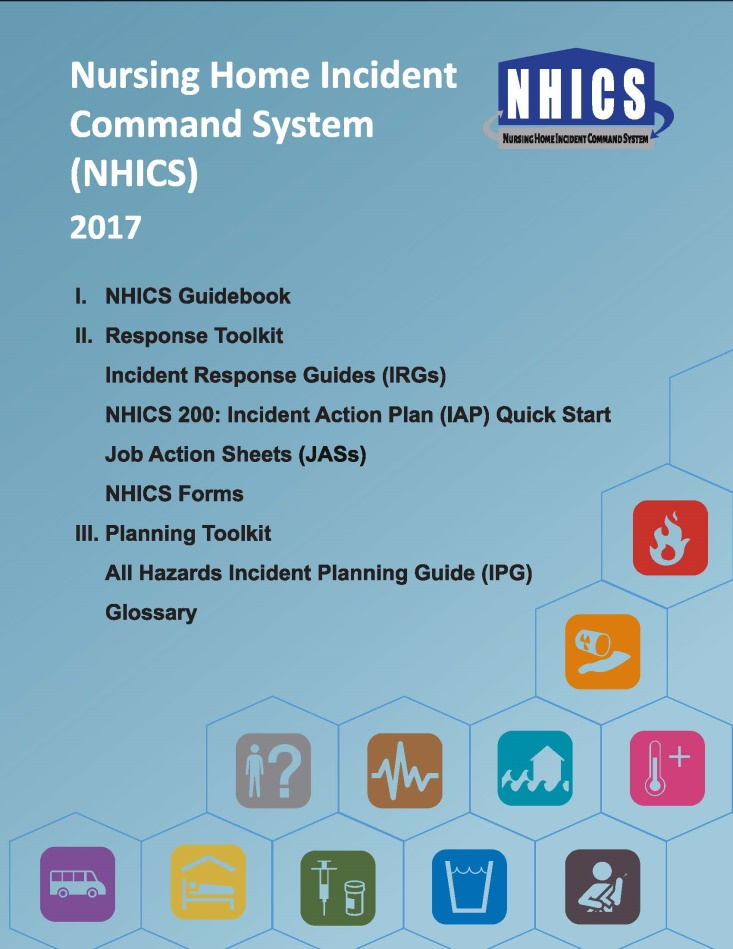 Nursing Home Incident
Command System
(NHICS)
2017
NHICS
NURSING HOME INCIDENT COMMAND SYSTEM
I. NHICS Guidebook
II. Response Toolkit
Incident Response Guides (IRGs)
NHICS 200: Incident Action Plan (IAP) Quick Start
Job Action Sheets (JASs)
NHICS Forms
III. Planning Toolkit
All Hazards Incident Planning Guide (IPG)
Glossary
?
+